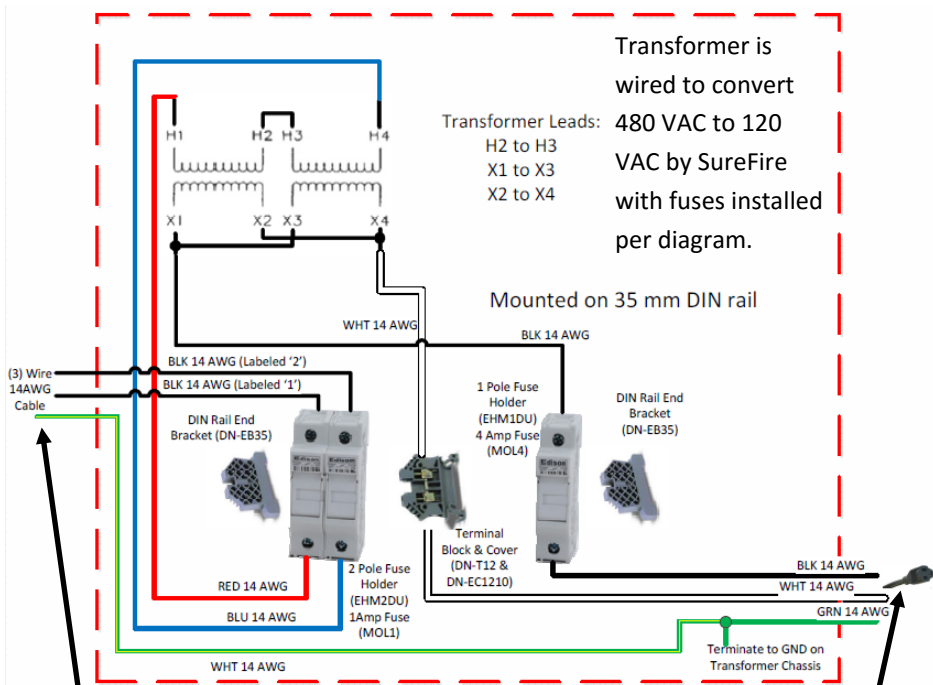 Transformer is
wired to convert
480 VAC to 120
VAC by SureFire
with fuses installed
per diagram.
Transformer Leads:
H2 to H3
X1 to X3
X2 to X4
H1
H2 H3
H4
X1
X2 X3
X4
Mounted on 35 mm DIN rail
WHT 14 AWG
BLK 14 AWG
(3) Wire
14AWG
Cable
BLK 14 AWG (Labeled ‘2’)
BLK 14 AWG (Labeled ‘1’)
DIN Rail End
Bracket (DN-EB35)
1 Pole Fuse
Holder
(EHM1DU)
4 Amp Fuse
(MOL4)
DIN Rail End
Bracket
(DN-EB35)
Edison
Edison
Edison
Terminal
Block & Cover
(DN-T12 &
DN-EC1210)
2 Pole Fuse
Holder
(EHM2DU)
1Amp Fuse
(MOL1)
RED 14 AWG
BLU 14 AWG
WHT 14 AWG
BLK 14 AWG
WHT 14 AWG
GRN 14 AWG
Terminate to GND on
Transformer Chassis